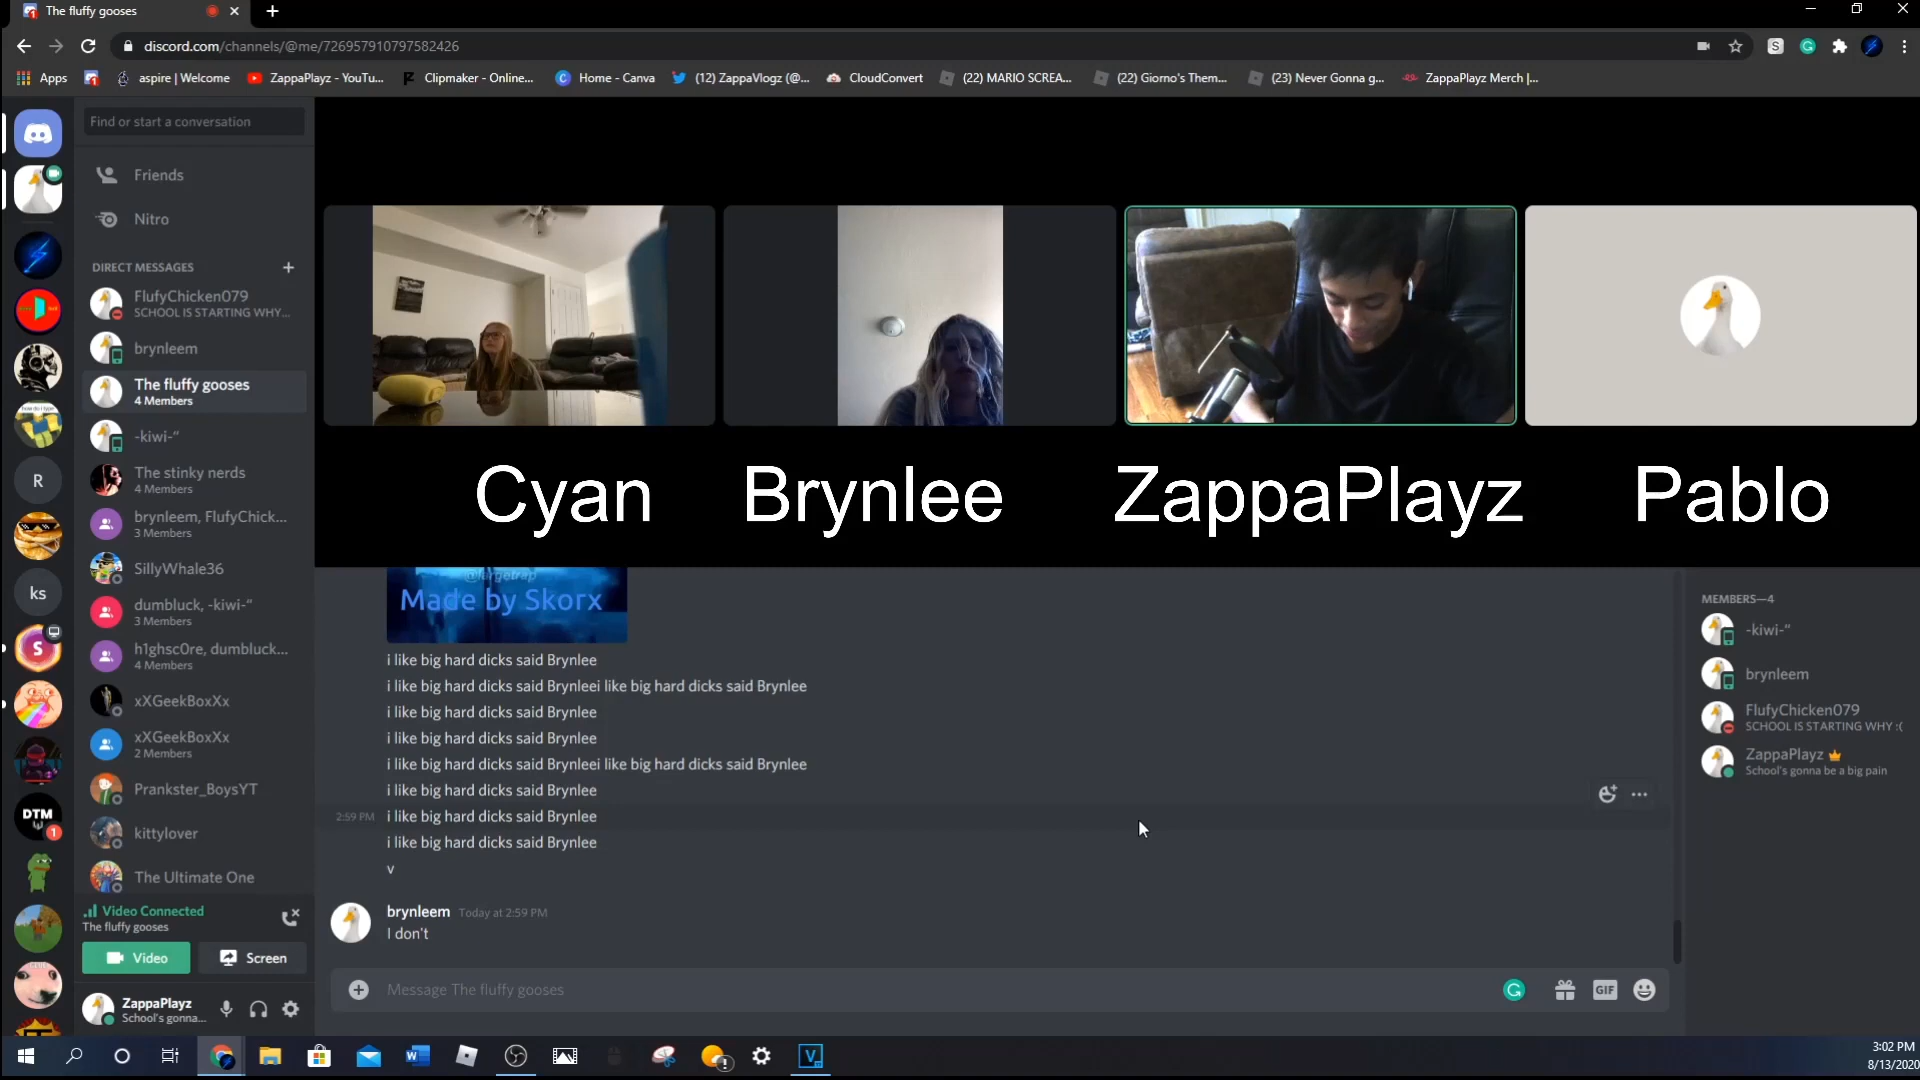 The fluffy gooses
discord.com/channels/@me/726957910797582426
Apps
aspire | Welcome
ZappaPlayz - YouTu...
Clipmaker - Online...
Home - Canva
(12) ZappaVlogz (@...
CloudConvert
(22) MARIO SCREA...
(22) Giorno's Them...
(23) Never Gonna g...
ZappaPlayz Merch |...
Find or start a conversation
Friends
Nitro
DIRECT MESSAGES
FlufyChicken079
SCHOOL IS STARTING WHY...
brynleem
The fluffy gooses
4 Members
-kiwi-“
The stinky nerds
4 Members
brynleem, FlufyChick...
3 Members
SillyWhale36
dumbluck, -kiwi-“
3 Members
h1ghsc0re, dumbluck...
4 Members
xXGeekBoxXx
xXGeekBoxXx
2 Members
Prankster_BoysYT
kittylover
The Ultimate One
R
ks
S
DTM
1
Video Connected
The fluffy gooses
Video
Screen
ZappaPlayz
School's gonna...
Cyan
Brynlee
ZappaPlayz
Pablo
@largetrap
Made by Skorx
i like big hard dicks said Brynlee
i like big hard dicks said Brynleei like big hard dicks said Brynlee
i like big hard dicks said Brynlee
i like big hard dicks said Brynlee
i like big hard dicks said Brynleei like big hard dicks said Brynlee
i like big hard dicks said Brynlee
2:59 PM i like big hard dicks said Brynlee
i like big hard dicks said Brynlee
v
brynleem Today at 2:59 PM
I don't
Message The fluffy gooses
GIF
MEMBERS—4
-kiwi-“
brynleem
FlufyChicken079
SCHOOL IS STARTING WHY :(
ZappaPlayz
School's gonna be a big pain
3:02 PM
8/13/2020